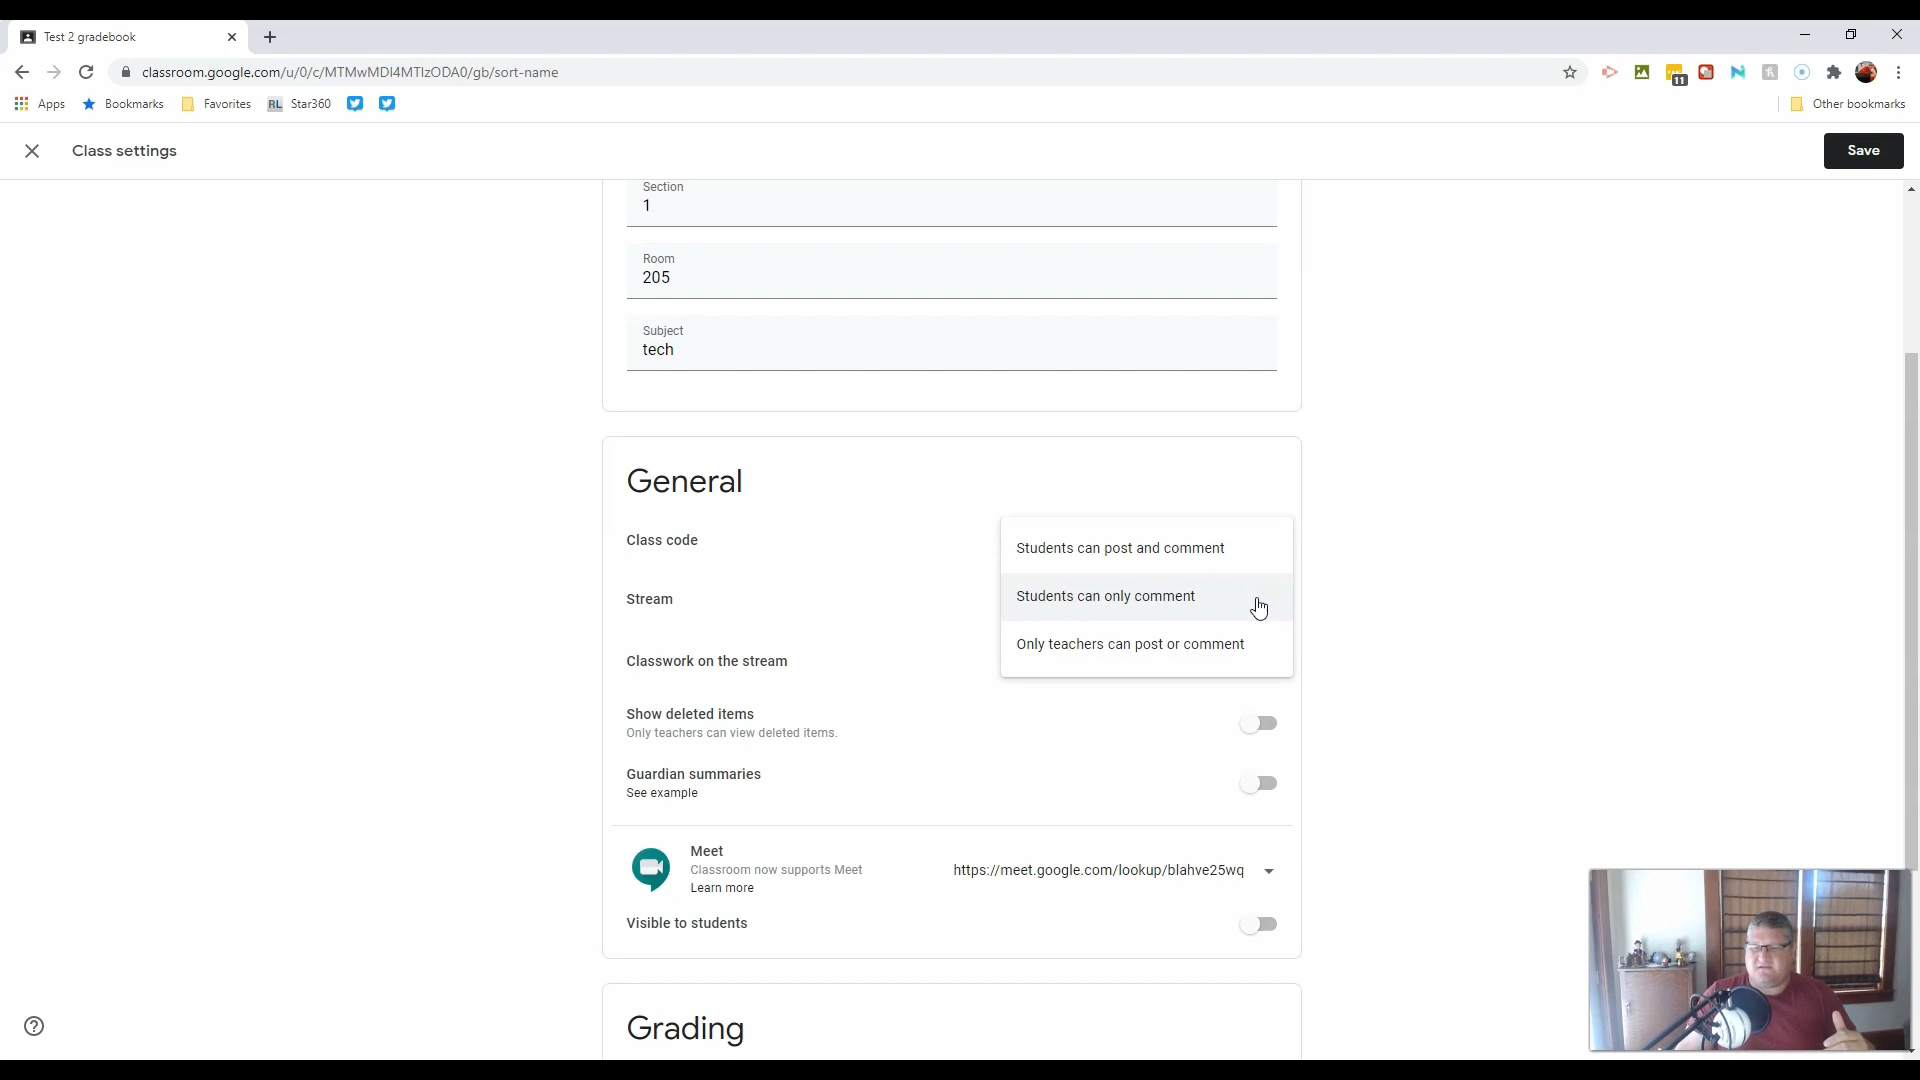 Test 2 gradebook
classroom.google.com/u/0/c/MTMwMDI4MTIzODA0/gb/sort-name
11
Apps
Bookmarks
Favorites
RL Star360
Other bookmarks
Class settings
Save
Section
1
Room
205
Subject
tech
General
Class code
Students can post and comment
Stream
Students can only comment
Only teachers can post or comment
Classwork on the stream
Show deleted items
Only teachers can view deleted items.
Guardian summaries
See example
Meet
Classroom now supports Meet
Learn more
https://meet.google.com/lookup/blahve25wq
Visible to students
Grading